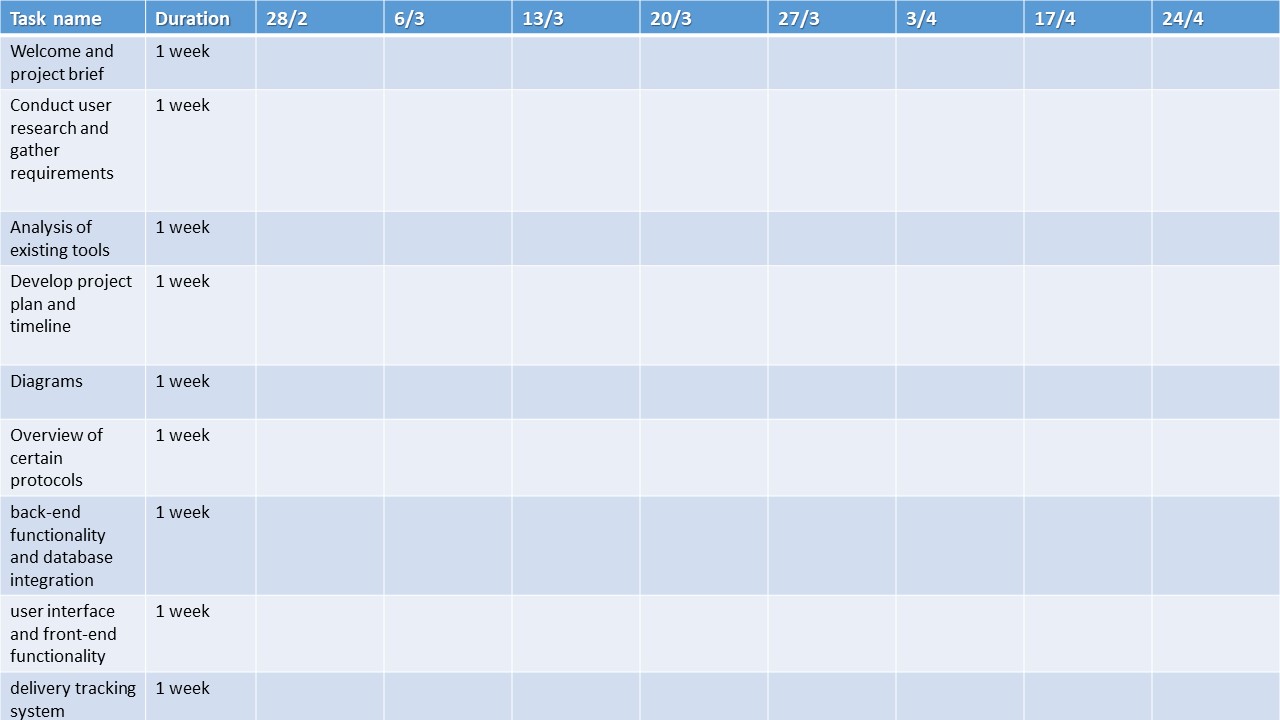 Task name Duration 28/2 6/3 13/3 20/3 27/3 3/4 17/4 24/4
Welcome and 1 week
project brief
Conduct user 1 week
research and
gather
requirements
Analysis of 1 week
existing tools
Develop project 1 week
plan and
timeline
Diagrams 1 week
Overview of 1 week
certain
protocols
back-end 1 week
functionality
and database
integration
user interface 1 week
and front-end
functionality
delivery tracking 1 week
system